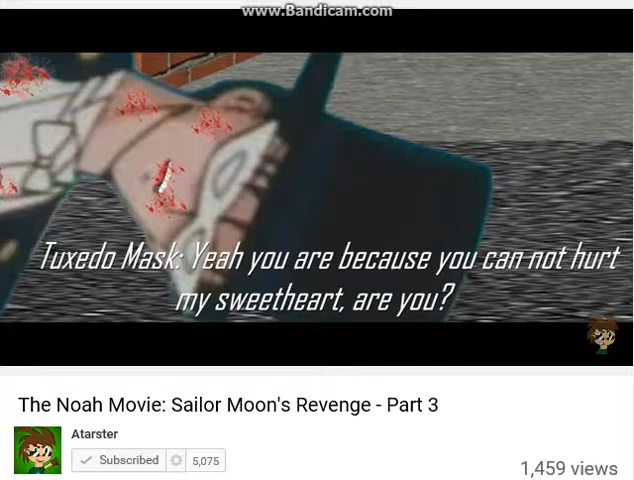 www.Bandicam.com
Tuxedo Mask: Yeah you are because you can not hurt
my sweetheart, are you?
The Noah Movie: Sailor Moon's Revenge - Part 3
Atarster
Subscribed 5,075
1,459 views